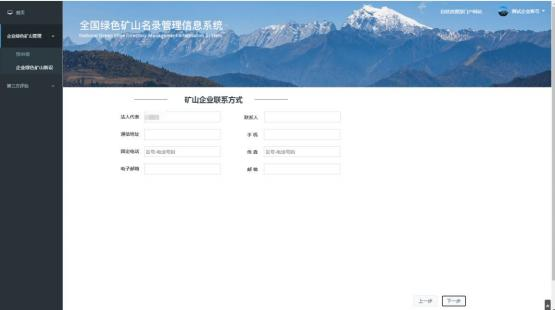 首页
自然资源部门户网站
测试企业账号
全国绿色矿山名录管理信息系统
National Green Mine Directory Management Information System
企业绿色矿山管理
企业绿色矿山新设
第三方评估
矿山企业联系方式
法人代表 联系人
通信地址 手 机
固定电话 区号-电话号码 传 真 区号-电话号码
电子邮箱 邮 编
上一步 下一步